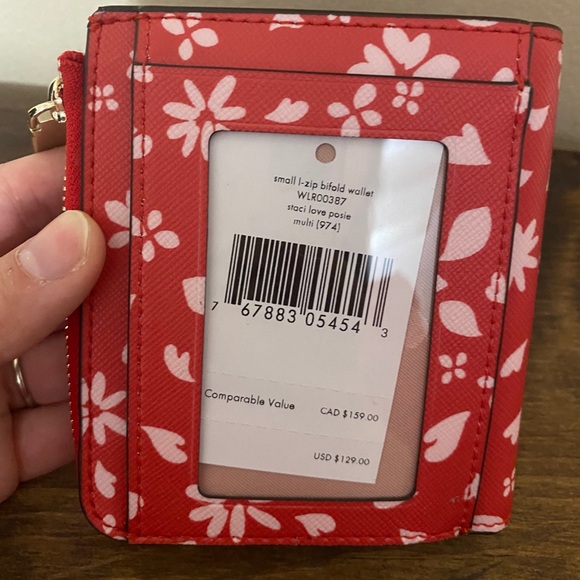 small l-zip bifold wallet
WLR00387
staci love posie
multi (974)
7 67883 05454 3
Comparable Value CAD $159.00
USD $129.00